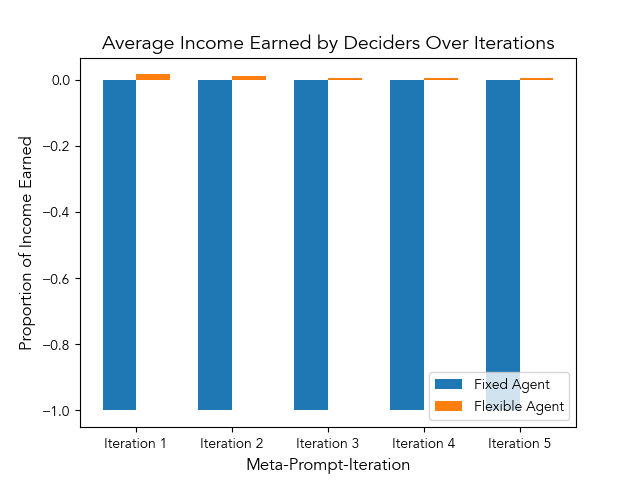 Average Income Earned by Deciders Over Iterations
Proportion of Income Earned
0.0
−0.2
−0.4
−0.6
−0.8
−1.0
Fixed Agent
Flexible Agent
Iteration 1
Iteration 2
Iteration 3
Iteration 4
Iteration 5
Meta-Prompt-Iteration